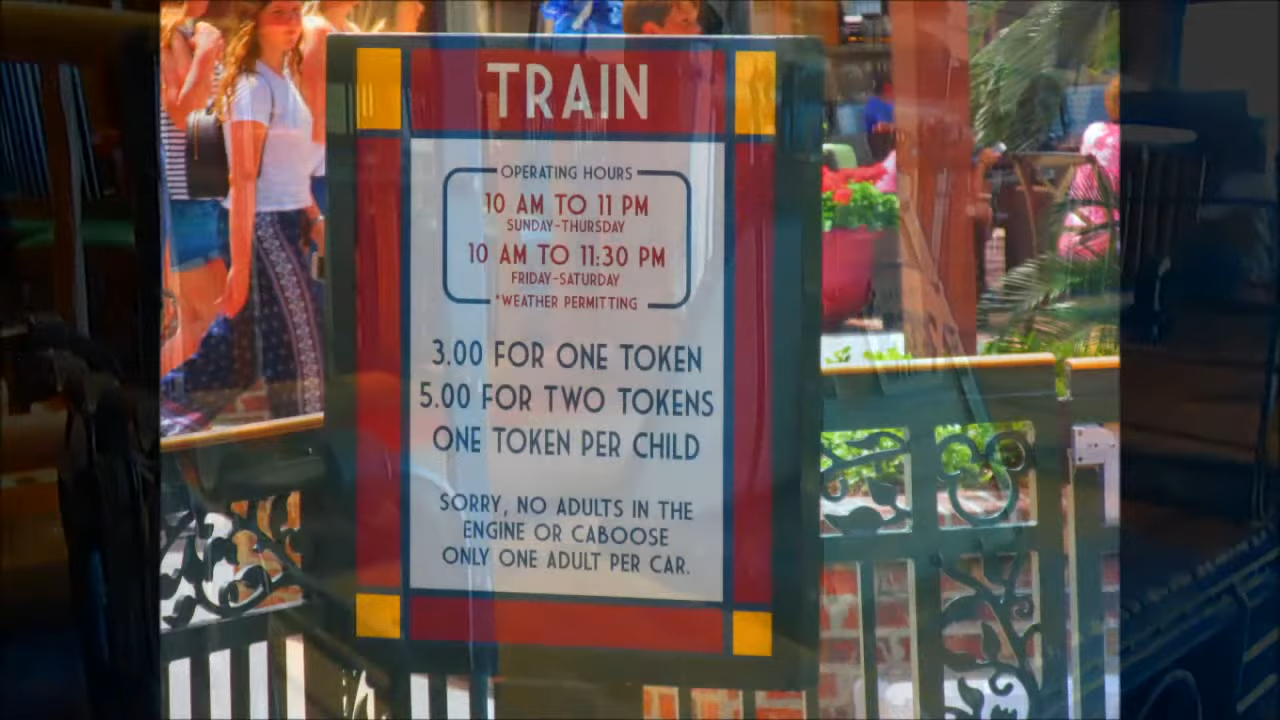 TRAIN
OPERATING HOURS
10 AM TO 11 PM
SUNDAY-THURSDAY
10 AM TO 11:30 PM
FRIDAY-SATURDAY
*WEATHER PERMITTING
3.00 FOR ONE TOKEN
5.00 FOR TWO TOKENS
ONE TOKEN PER CHILD
SORRY, NO ADULTS IN THE
ENGINE OR CABOOSE
ONLY ONE ADULT PER CAR.